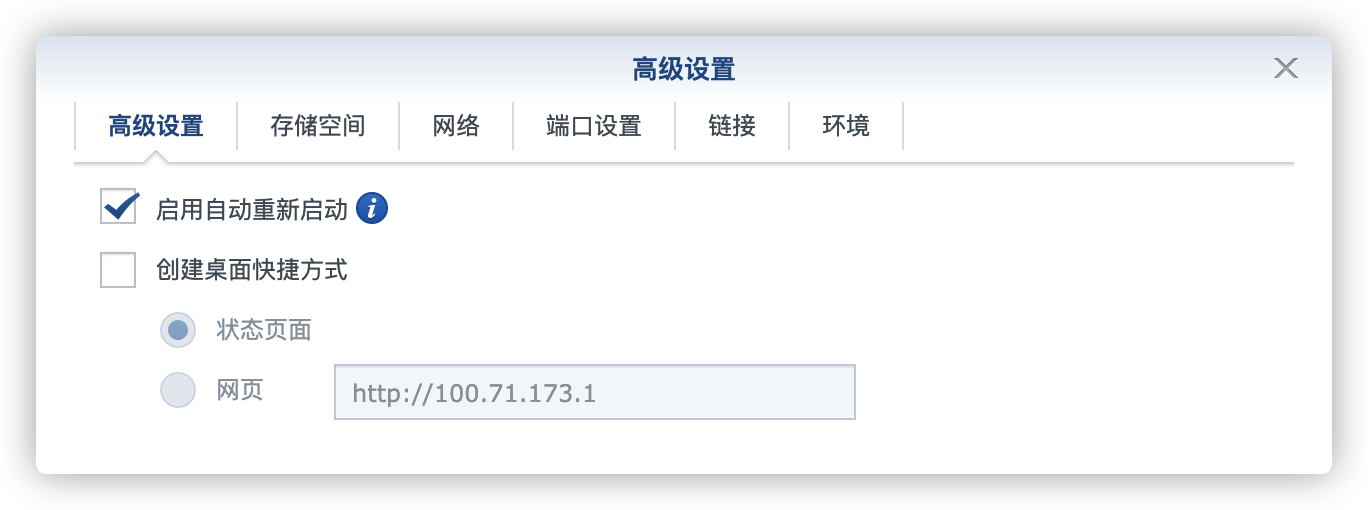 高级设置
高级设置 存储空间 网络 端口设置 链接 环境
启用自动重新启动
创建桌面快捷方式
状态页面
网页 http://100.71.173.1